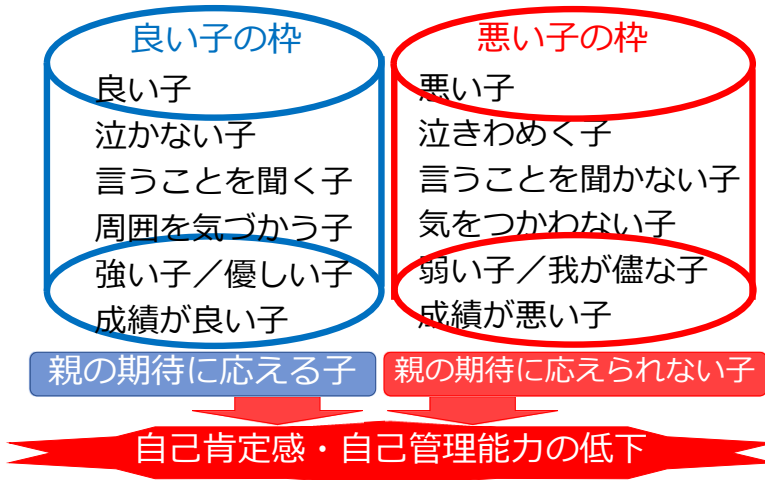 良い子の枠
良い子
泣かない子
言うことを聞く子
周囲を気づかう子
強い子／優しい子
成績が良い子
親の期待に応える子
悪い子の枠
悪い子
泣きわめく子
言うことを聞かない子
気をつかわない子
弱い子／我が儘な子
成績が悪い子
親の期待に応えられない子
自己肯定感・自己管理能力の低下